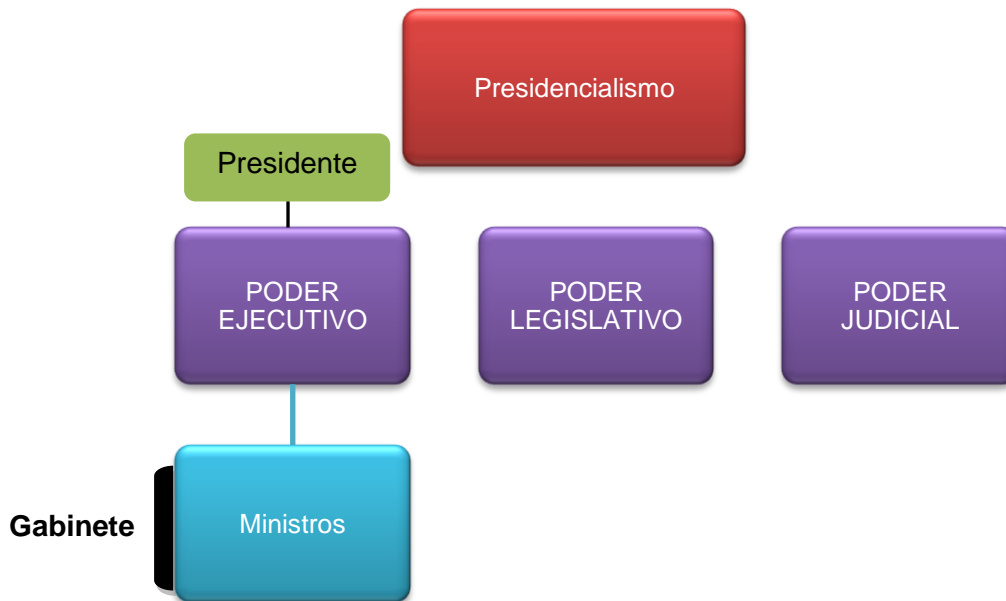 Presidencialismo
Presidente
PODER
EJECUTIVO
PODER
LEGISLATIVO
PODER
JUDICIAL
Gabinete
Ministros